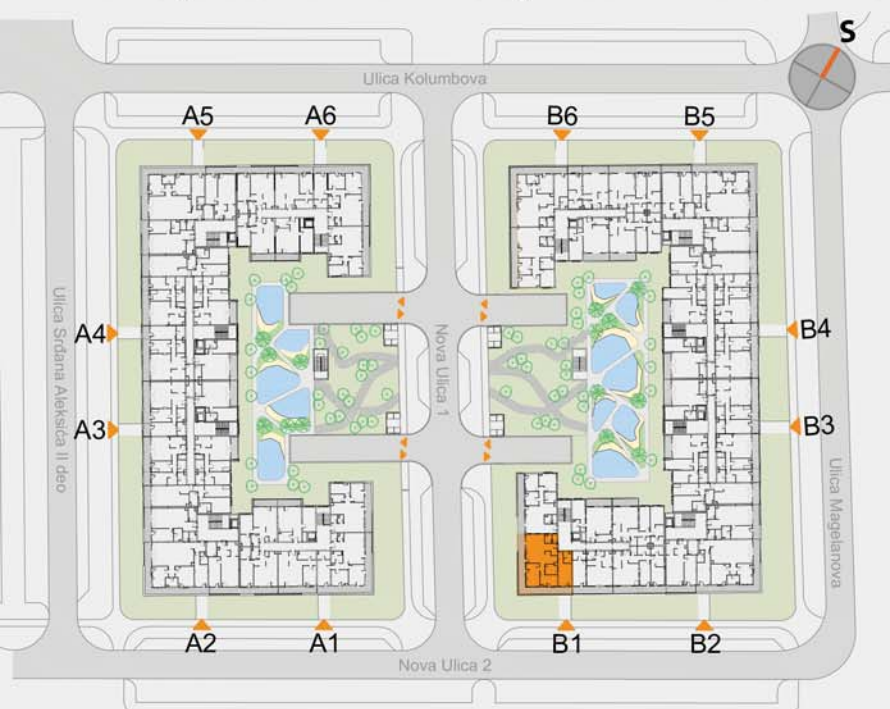 S
Ulica Kolumbova
A5
A6
B6
B5
Ulica Srđana Aleksića II deo
A4
A3
Nova Ulica 1
B4
B3
Ulica Magelanova
A2
A1
B1
B2
Nova Ulica 2